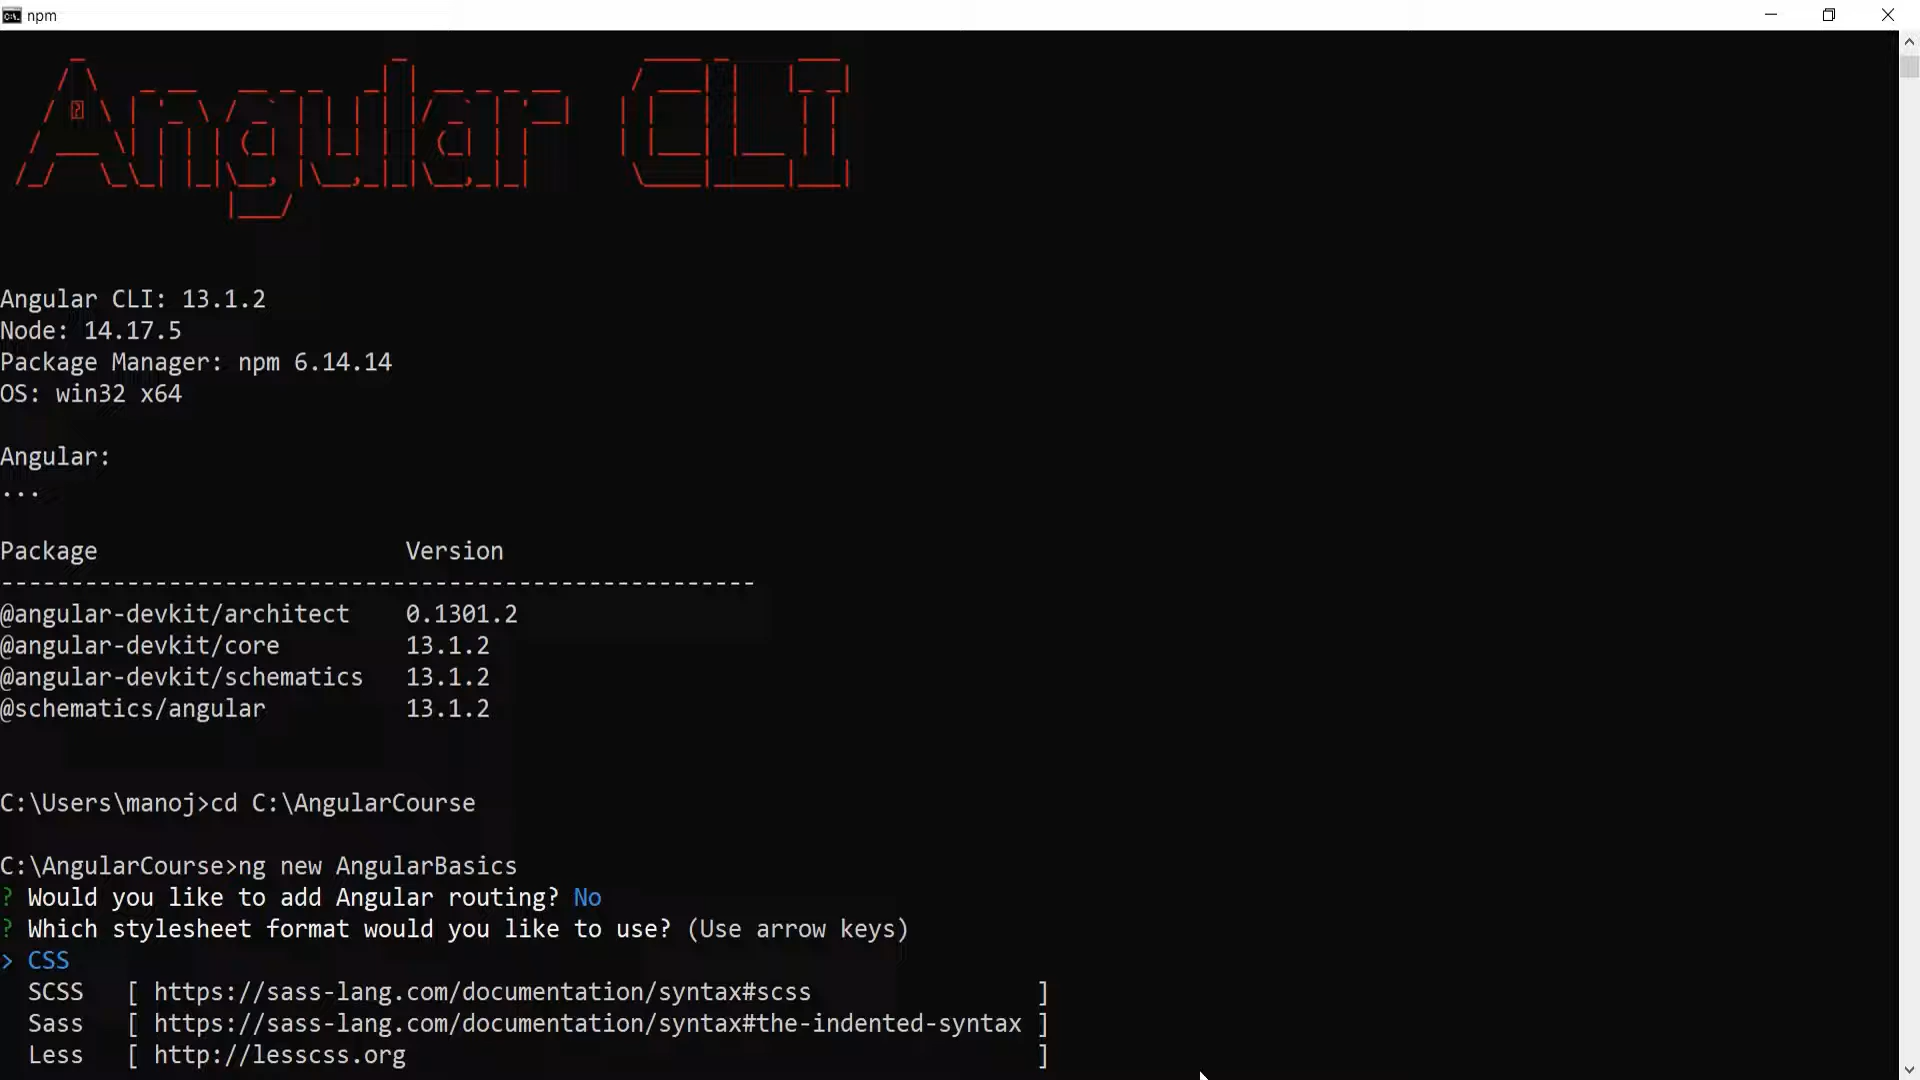 npm
Angular CLI
Angular CLI: 13.1.2
Node: 14.17.5
Package Manager: npm 6.14.14
OS: win32 x64
Angular:
...
Package Version
------------------------------------------------------
@angular-devkit/architect 0.1301.2
@angular-devkit/core 13.1.2
@angular-devkit/schematics 13.1.2
@schematics/angular 13.1.2
C:\Users\manoj>cd C:\AngularCourse
C:\AngularCourse>ng new AngularBasics
? Would you like to add Angular routing? No
? Which stylesheet format would you like to use? (Use arrow keys)
> CSS
SCSS [ https://sass-lang.com/documentation/syntax#scss ]
Sass [ https://sass-lang.com/documentation/syntax#the-indented-syntax ]
Less [ http://lesscss.org ]